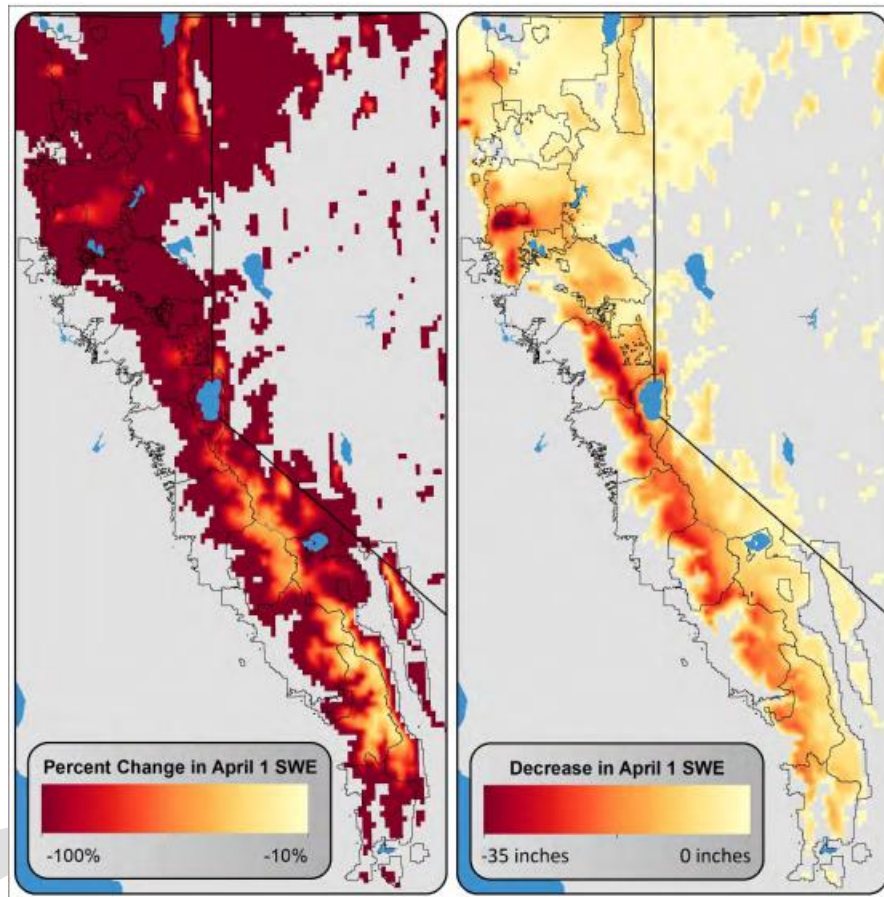 Percent Change in April 1 SWE
-100%
-10%
Decrease in April 1 SWE
-35 inches
0 inches